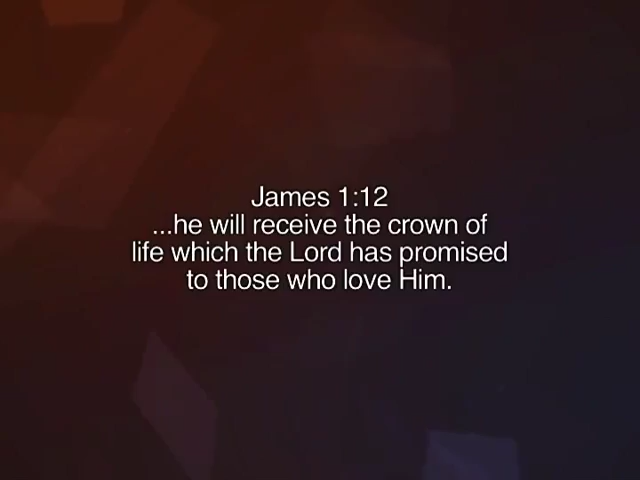 James 1:12
...he will receive the crown of
life which the Lord has promised
to those who love Him.